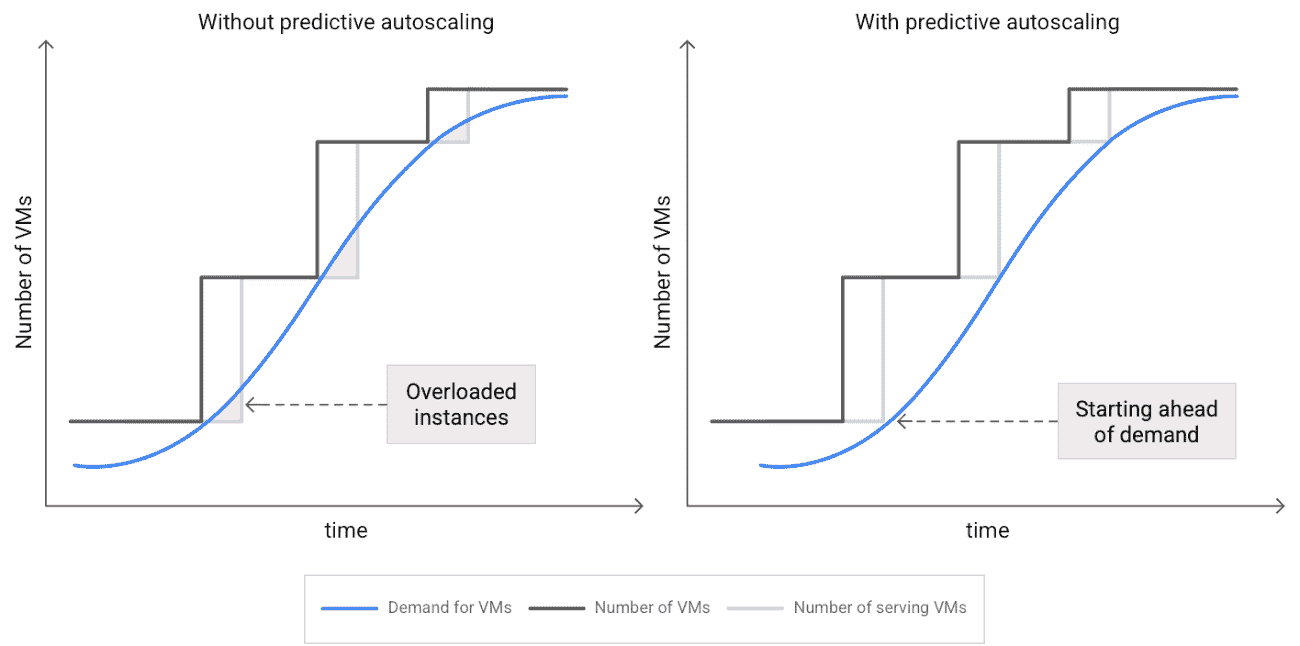 Without predictive autoscaling
Number of VMs
Overloaded
instances
time
With predictive autoscaling
Number of VMs
Starting ahead
of demand
time
Demand for VMs
Number of VMs
Number of serving VMs